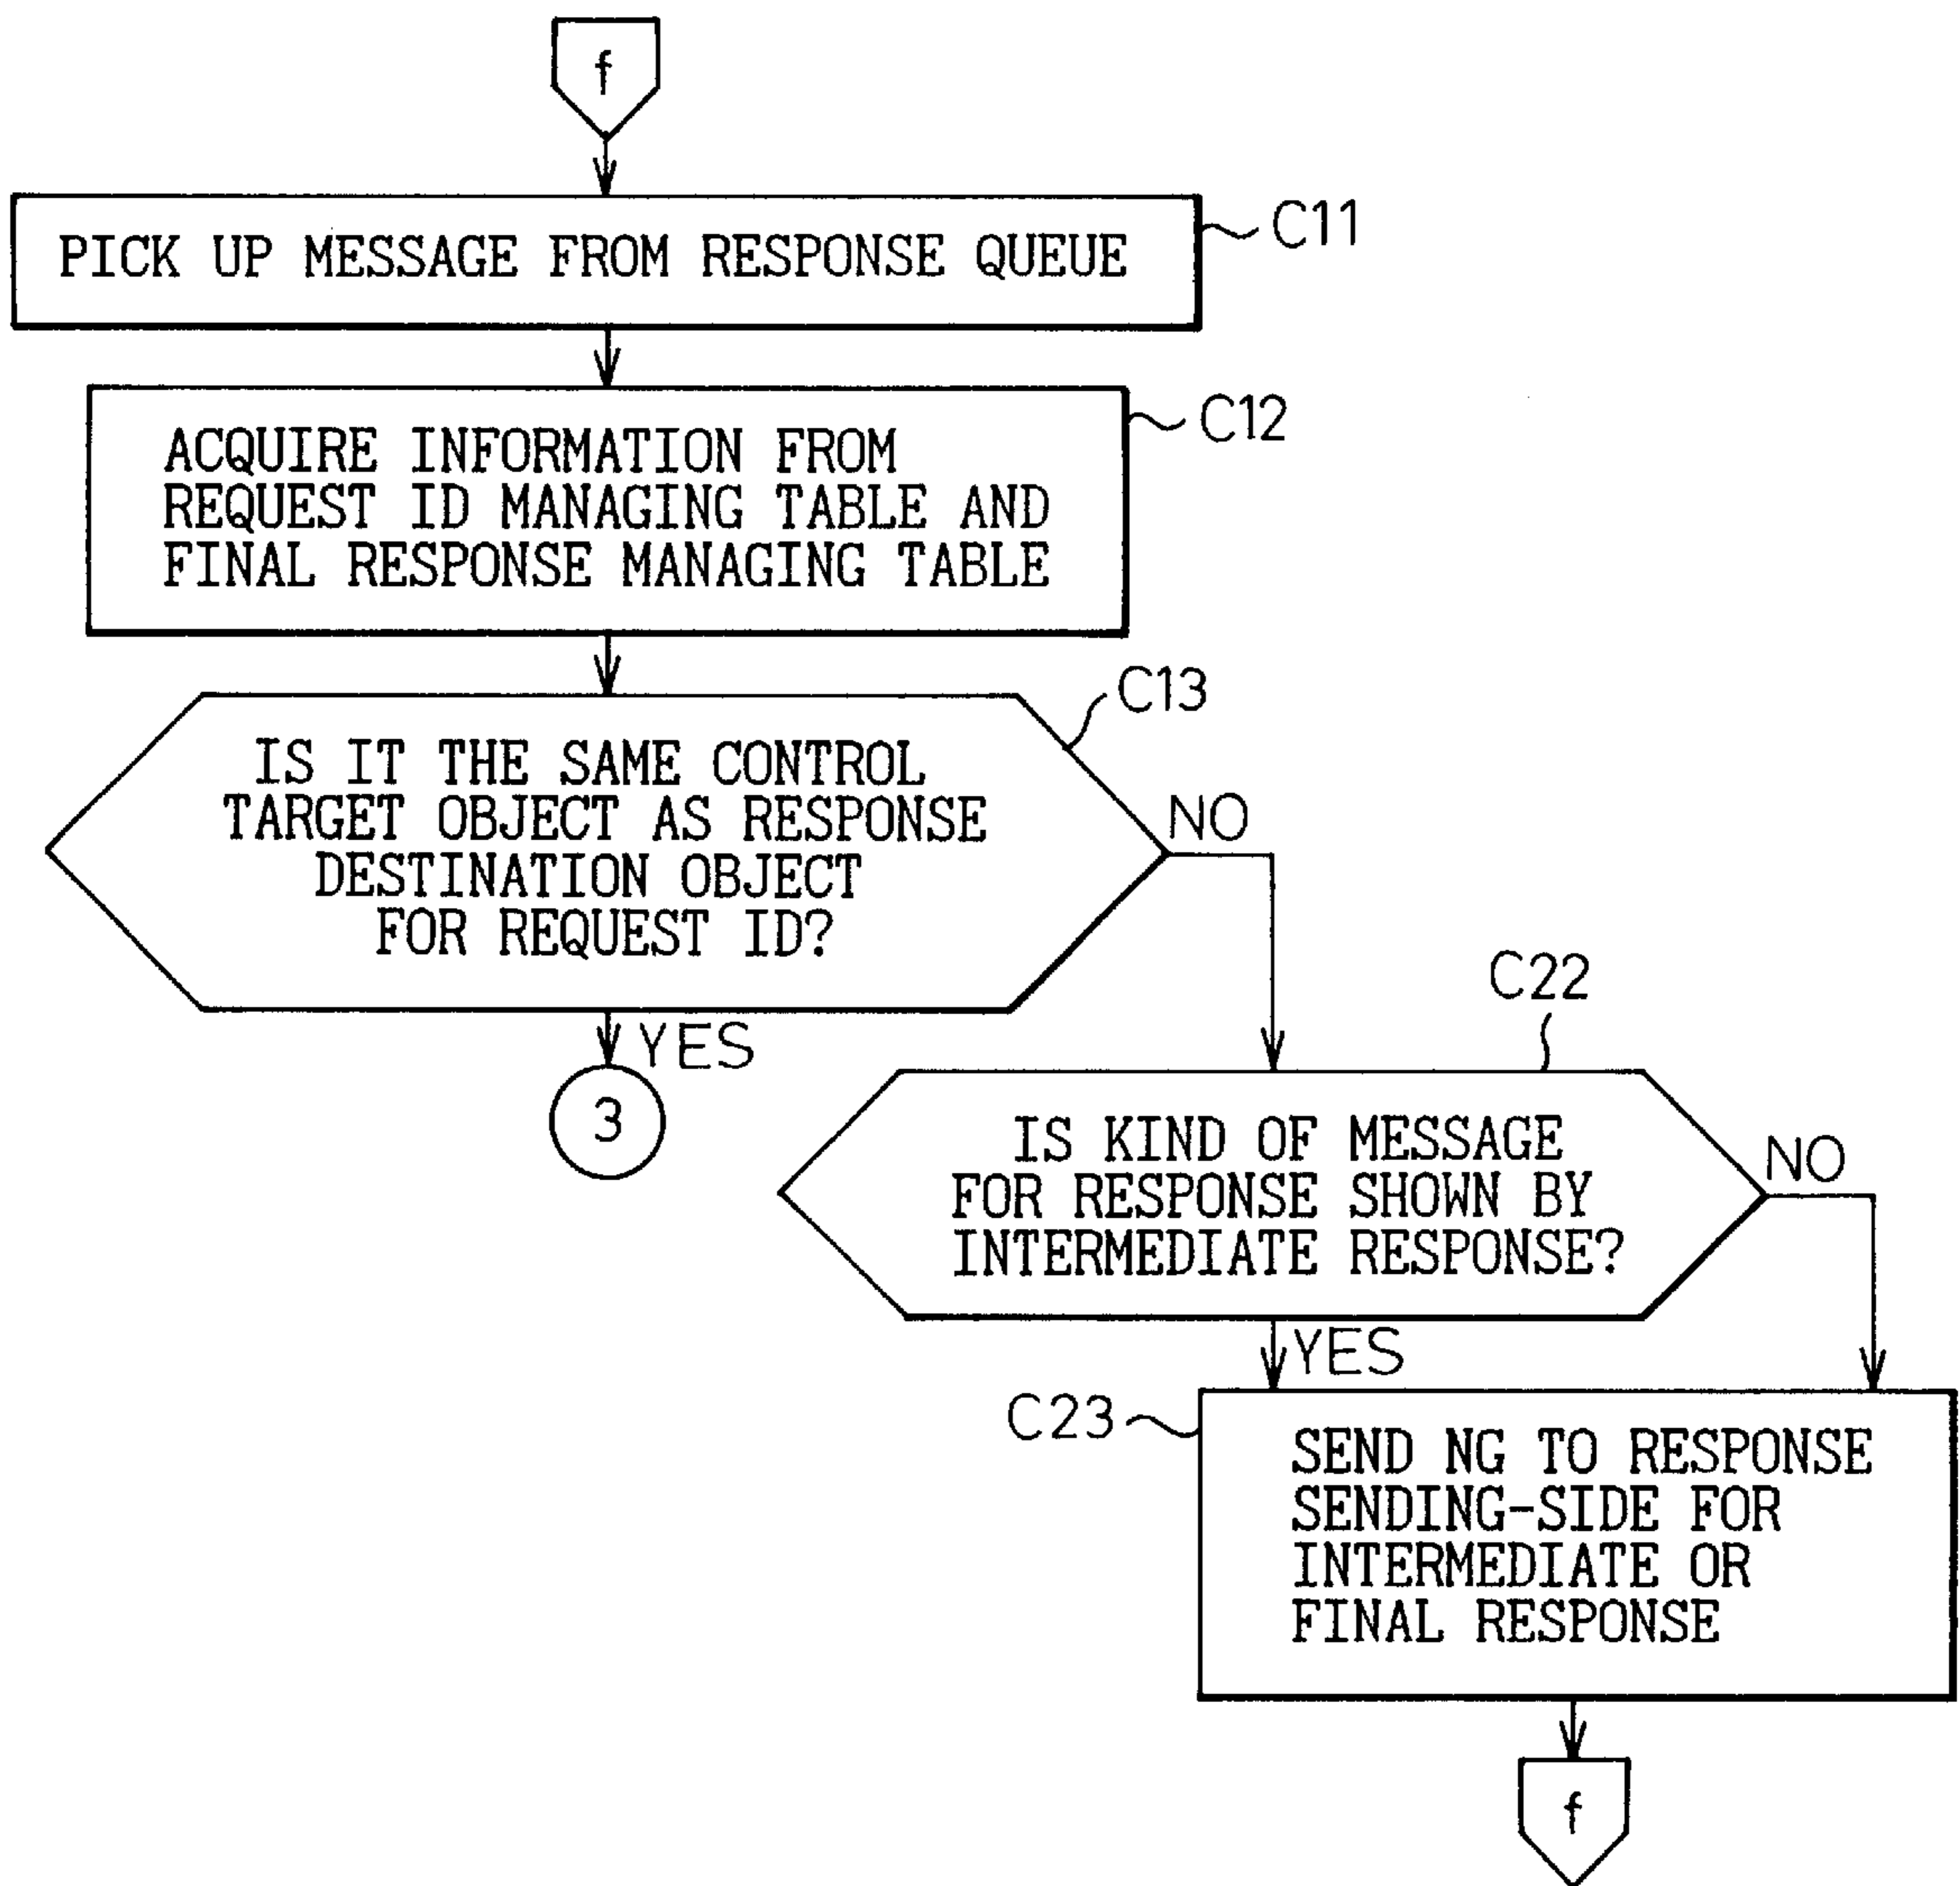 f
PICK UP MESSAGE FROM RESPONSE QUEUE
C11
ACQUIRE INFORMATION FROM
REQUEST ID MANAGING TABLE AND
FINAL RESPONSE MANAGING TABLE
C12
IS IT THE SAME CONTROL
TARGET OBJECT AS RESPONSE
DESTINATION OBJECT
FOR REQUEST ID?
C13
NO
YES
3
C22
IS KIND OF MESSAGE
FOR RESPONSE SHOWN BY
INTERMEDIATE RESPONSE?
NO
YES
C23
SEND NG TO RESPONSE
SENDING-SIDE FOR
INTERMEDIATE OR
FINAL RESPONSE
f